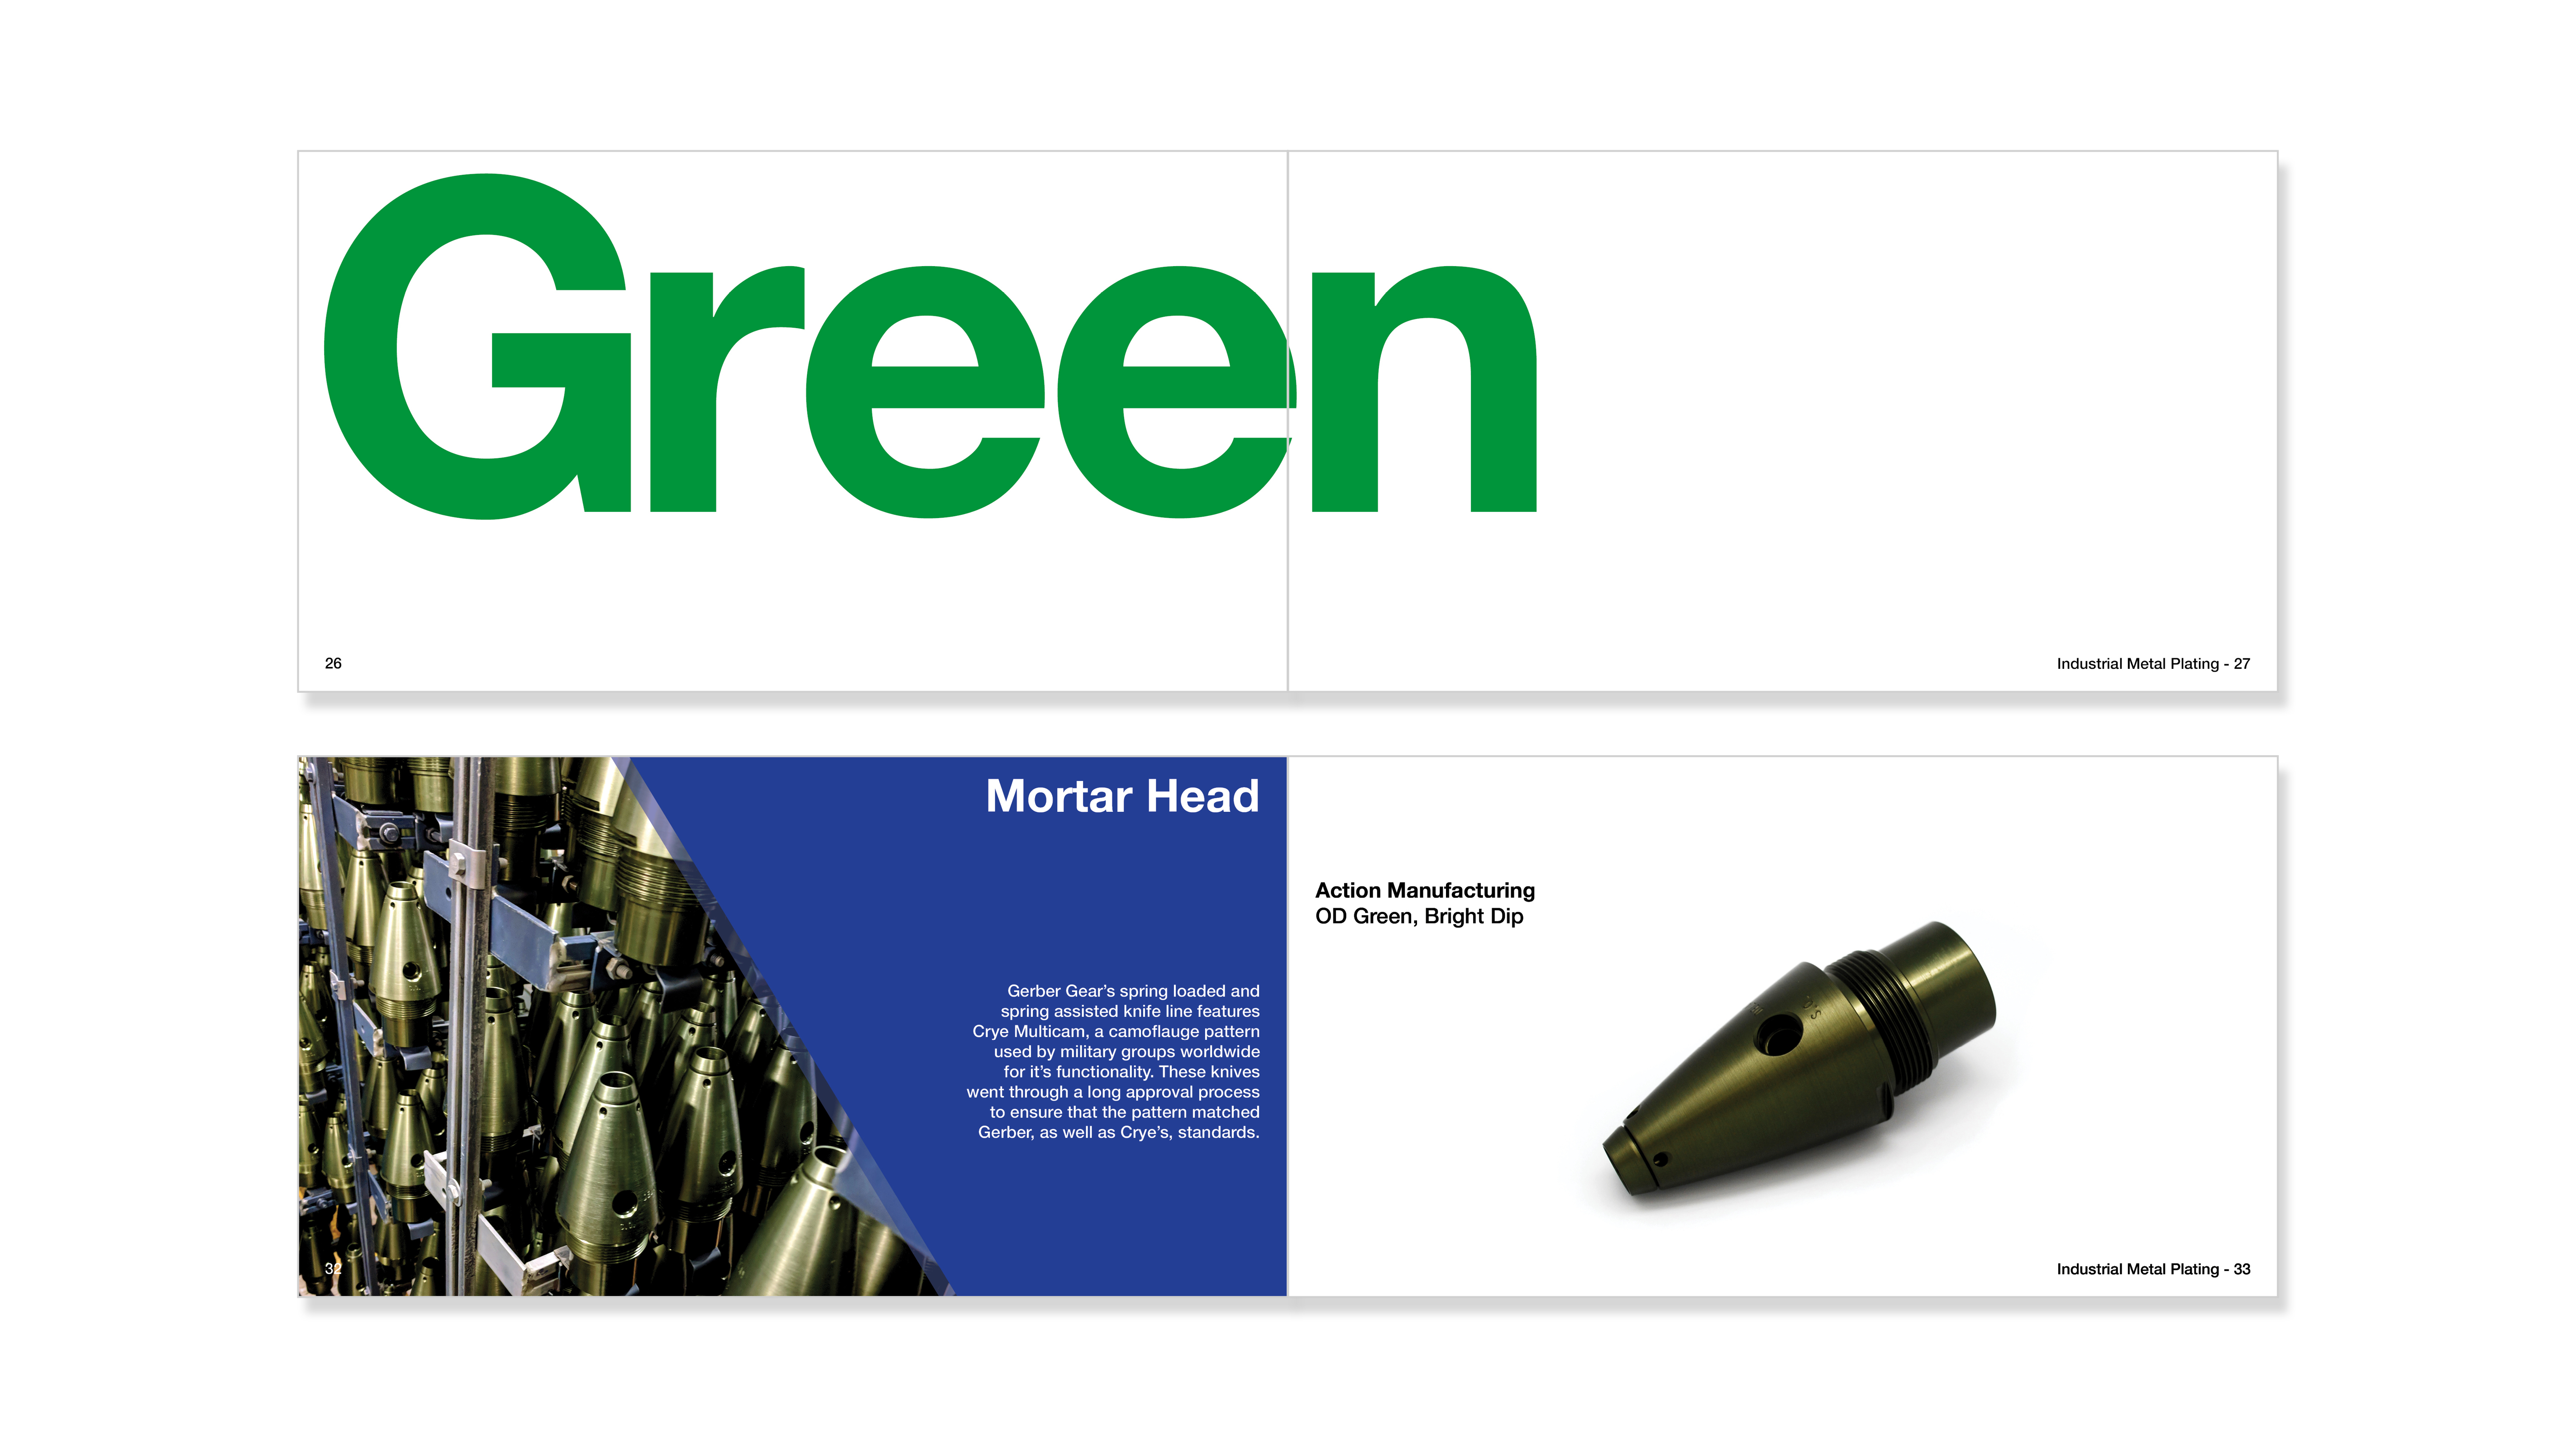 Green
26
Industrial Metal Plating - 27
Mortar Head
Gerber Gear’s spring loaded and
spring assisted knife line features
Crye Multicam, a camoflauge pattern
used by military groups worldwide
for it’s functionality. These knives
went through a long approval process
to ensure that the pattern matched
Gerber, as well as Crye’s, standards.
32
Action Manufacturing
OD Green, Bright Dip
Industrial Metal Plating - 33